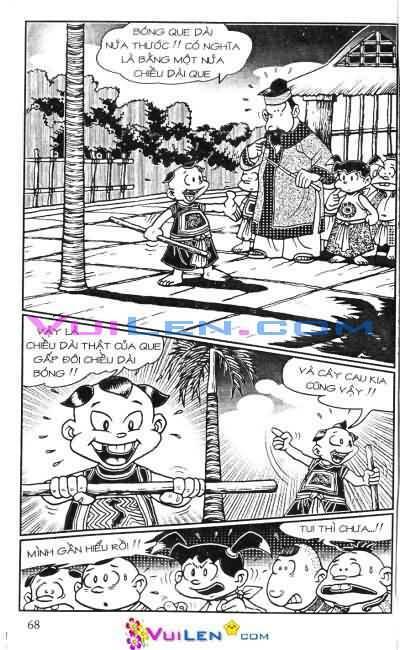 BÓNG QUE DÀI
NỬA THƯỚC !! CÓ NGHĨA
LÀ BẰNG MỘT NỬA
CHIỀU DÀI QUE
VUILEN.COM
VẬY LÀ
CHIỀU DÀI THẬT CỦA QUE
GẤP ĐÔI CHIỀU DÀI
BÓNG !!
VÀ CÂY CAU KIA
CŨNG VẬY !!
MÌNH GẦN HIỂU RỒI !!
TUI THÌ CHƯA...!!
68
VUILEN COM